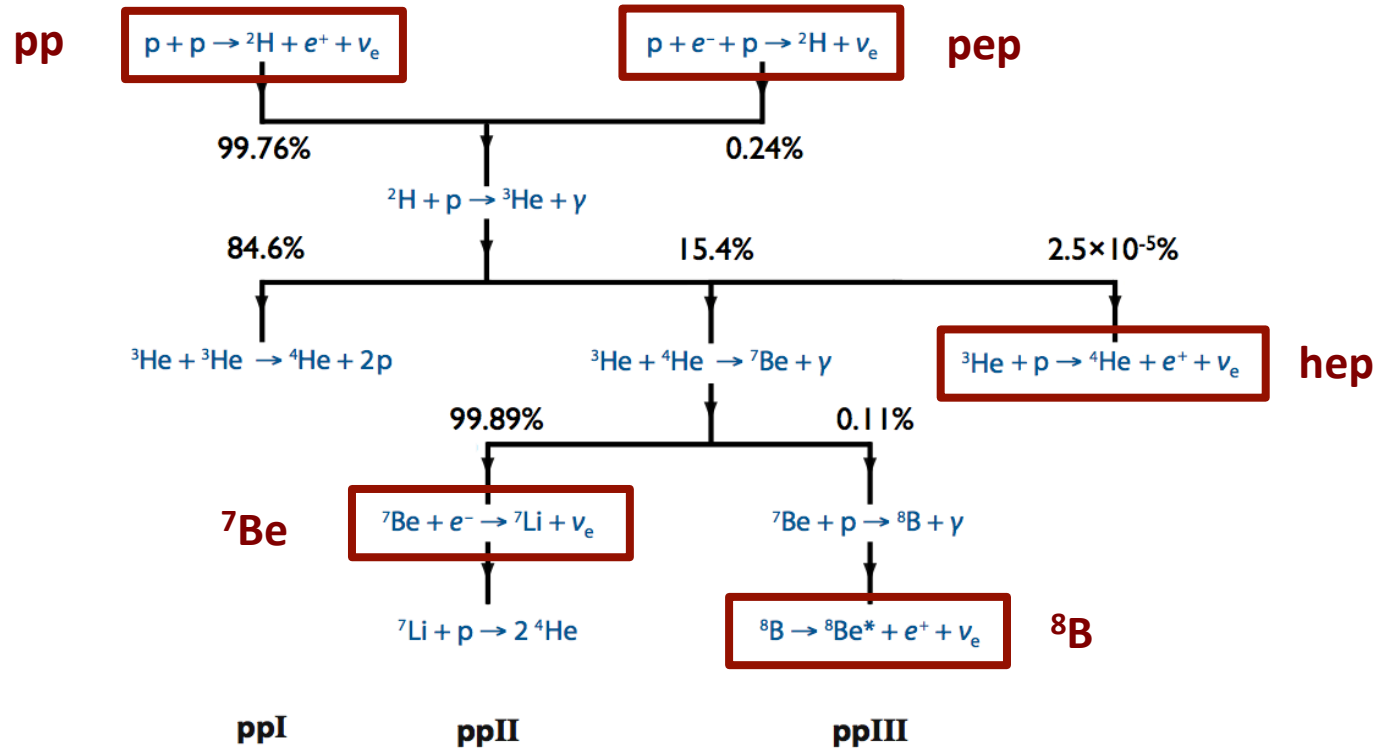 pp
p + p → ²H + e⁺ + νₑ
p + e⁻ + p → ²H + νₑ
pep
99.76%
0.24%
²H + p → ³He + γ
84.6%
15.4%
2.5×10⁻⁵%
³He + ³He → ⁴He + 2p
³He + ⁴He → ⁷Be + γ
³He + p → ⁴He + e⁺ + νₑ
hep
99.89%
0.11%
⁷Be
⁷Be + e⁻ → ⁷Li + νₑ
⁷Be + p → ⁸B + γ
⁷Li + p → 2 ⁴He
⁸B → ⁸Be* + e⁺ + νₑ
⁸B
ppI
ppII
ppIII